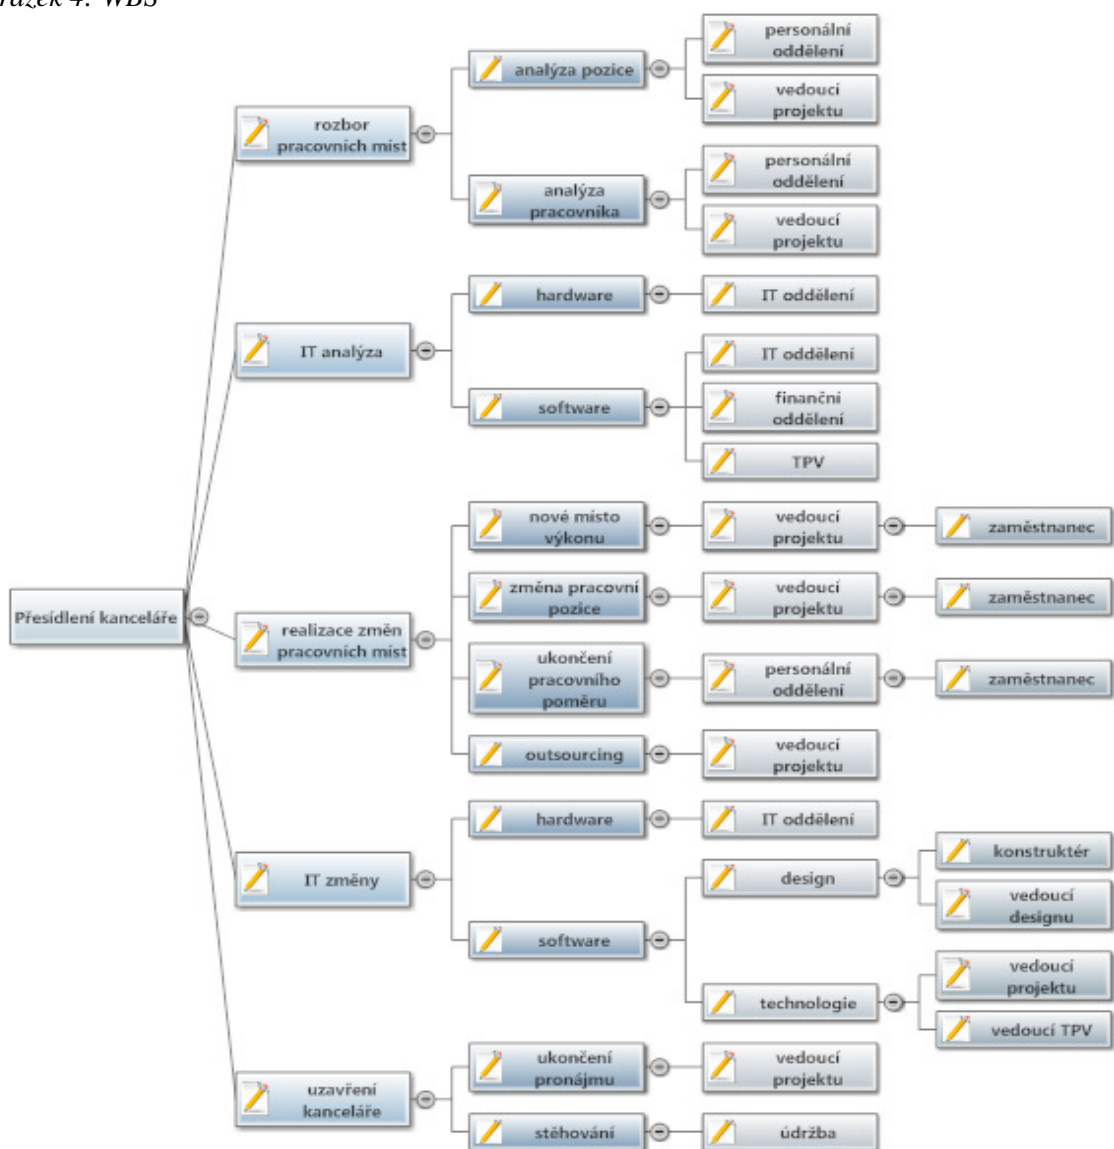 WBS
personální
oddělení
analýza pozice
vedoucí
projektu
rozbor
pracovních míst
personální
oddělení
analýza
pracovníka
vedoucí
projektu
hardware
IT oddělení
IT analýza
IT oddělení
software
finanční
oddělení
TPV
nové místo
výkonu
vedoucí
projektu
zaměstnanec
změna pracovní
pozice
vedoucí
projektu
zaměstnanec
Přesídlení kanceláře
realizace změn
pracovních míst
ukončení
pracovního
poměru
personální
oddělení
zaměstnanec
outsourcing
vedoucí
projektu
hardware
IT oddělení
IT změny
design
konstruktér
vedoucí
designu
software
technologie
vedoucí
projektu
vedoucí TPV
uzavření
kanceláře
ukončení
pronájmu
vedoucí
projektu
stěhování
údržba